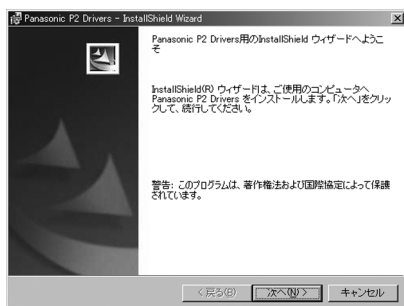 Panasonic P2 Drivers - InstallShield Wizard
Panasonic P2 Drivers用のInstallShield ウィザードへようこ
そ
InstallShield(R) ウィザードは、ご使用のコンピュータへ
Panasonic P2 Drivers をインストールします。「次へ」をクリッ
クして、続行してください。
警告: このプログラムは、著作権法および国際協定によって保護
されています。
< 戻る(B)
次へ(N) >
キャンセル